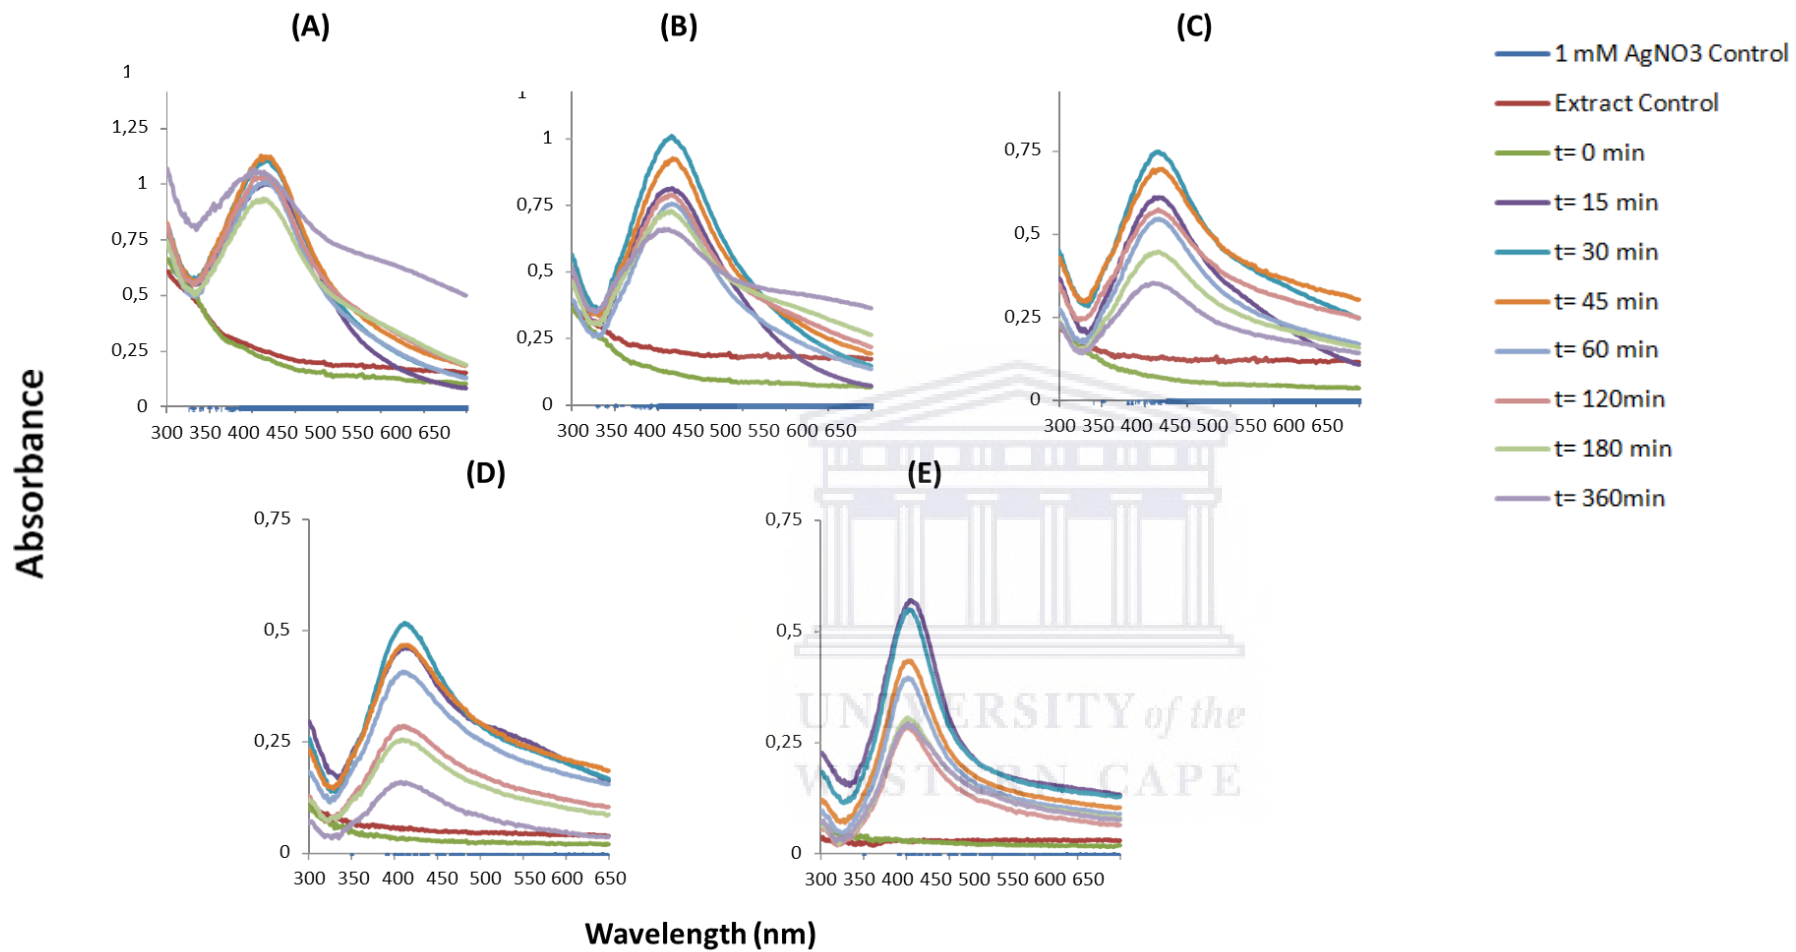 (A)
(B)
(C)
1 mM AgNO3 Control
Extract Control
t= 0 min
t= 15 min
t= 30 min
t= 45 min
t= 60 min
t= 120min
t= 180 min
t= 360min
Absorbance
1
1,25
1
0,75
0,5
0,25
0
300 350 400 450 500 550 600 650
1
1
0,75
0,5
0,25
0
300 350 400 450 500 550 600 650
0,75
0,5
0,25
0
300 350 400 450 500 550 600 650
(D)
(E)
0,75
0,5
0,25
0
300 350 400 450 500 550 600 650
0,75
0,5
0,25
0
300 350 400 450 500 550 600 650
UNIVERSITY of the
WESTERN CAPE
Wavelength (nm)